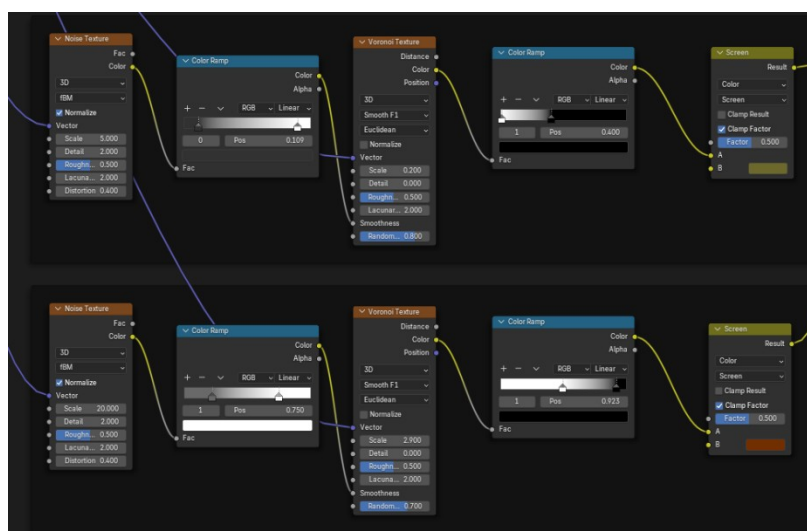 Noise Texture
Fac
Color
3D
fBM
Normalize
Vector
Scale 5.000
Detail 2.000
Roughn... 0.500
Lacuna... 2.000
Distortion 0.400
Color Ramp
Color
Alpha
+ − RGB Linear
0 Pos 0.109
Fac
Voronoi Texture
Distance
Color
Position
3D
Smooth F1
Euclidean
Normalize
Vector
Scale 0.200
Detail 0.000
Roughn... 0.500
Lacunar... 2.000
Smoothness
Random... 0.800
Color Ramp
Color
Alpha
+ − RGB Linear
1 Pos 0.400
Fac
Screen
Result
Color
Screen
Clamp Result
Clamp Factor
Factor 0.500
A
B
Noise Texture
Fac
Color
3D
fBM
Normalize
Vector
Scale 20.000
Detail 2.000
Roughn... 0.500
Lacuna... 2.000
Distortion 0.400
Color Ramp
Color
Alpha
+ − RGB Linear
1 Pos 0.750
Fac
Voronoi Texture
Distance
Color
Position
3D
Smooth F1
Euclidean
Normalize
Vector
Scale 2.900
Detail 0.000
Roughn... 0.500
Lacuna... 2.000
Smoothness
Random... 0.700
Color Ramp
Color
Alpha
+ − RGB Linear
1 Pos 0.923
Fac
Screen
Result
Color
Screen
Clamp Result
Clamp Factor
Factor 0.500
A
B